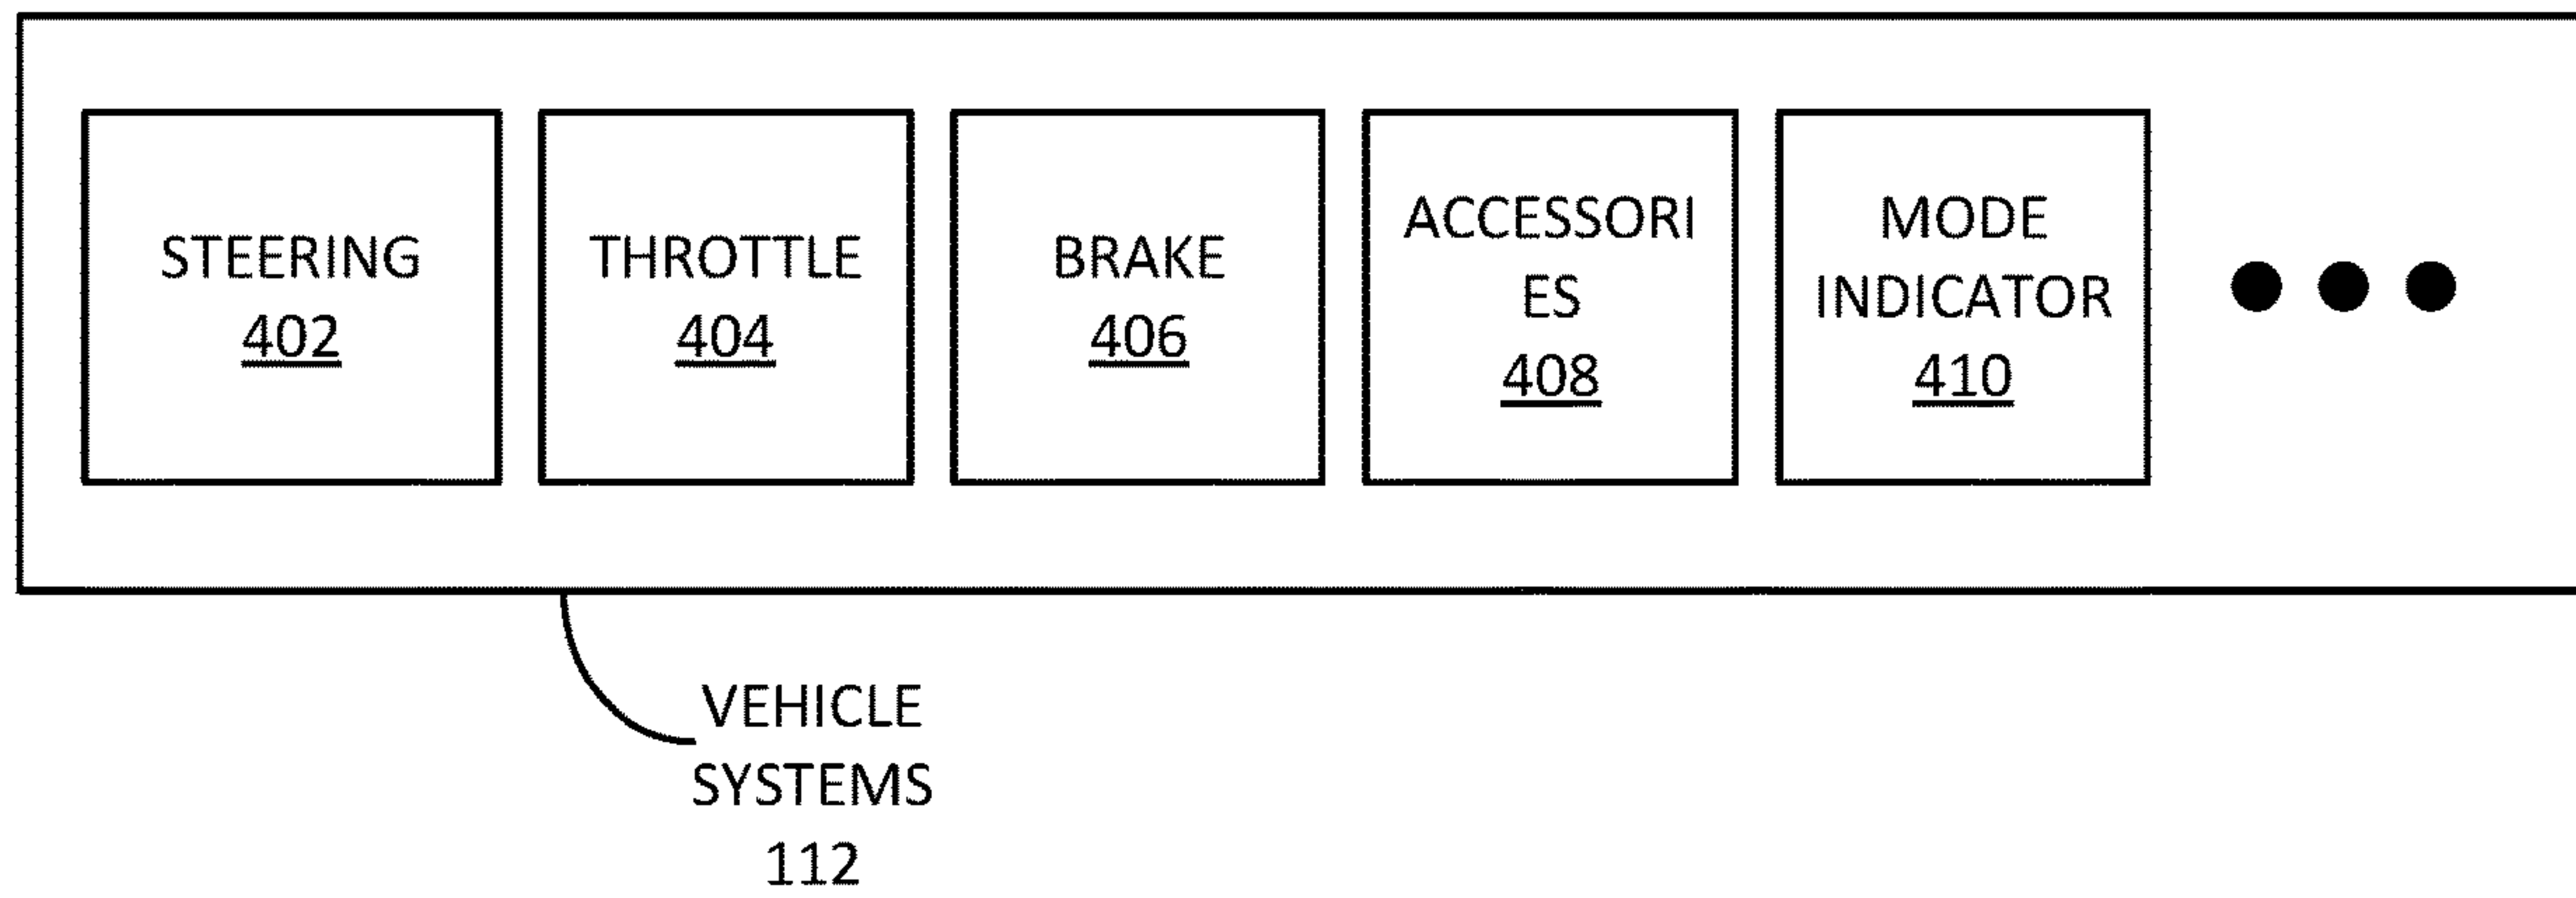 STEERING
402
THROTTLE
404
BRAKE
406
ACCESSORI
ES
408
MODE
INDICATOR
410
VEHICLE
SYSTEMS
112